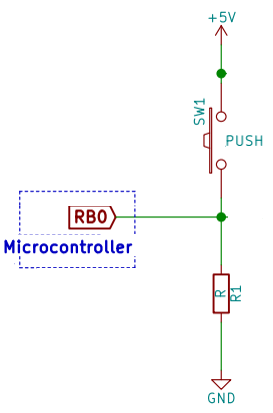 +5V
SW1
PUSH
RB0
Microcontroller
R
R1
GND